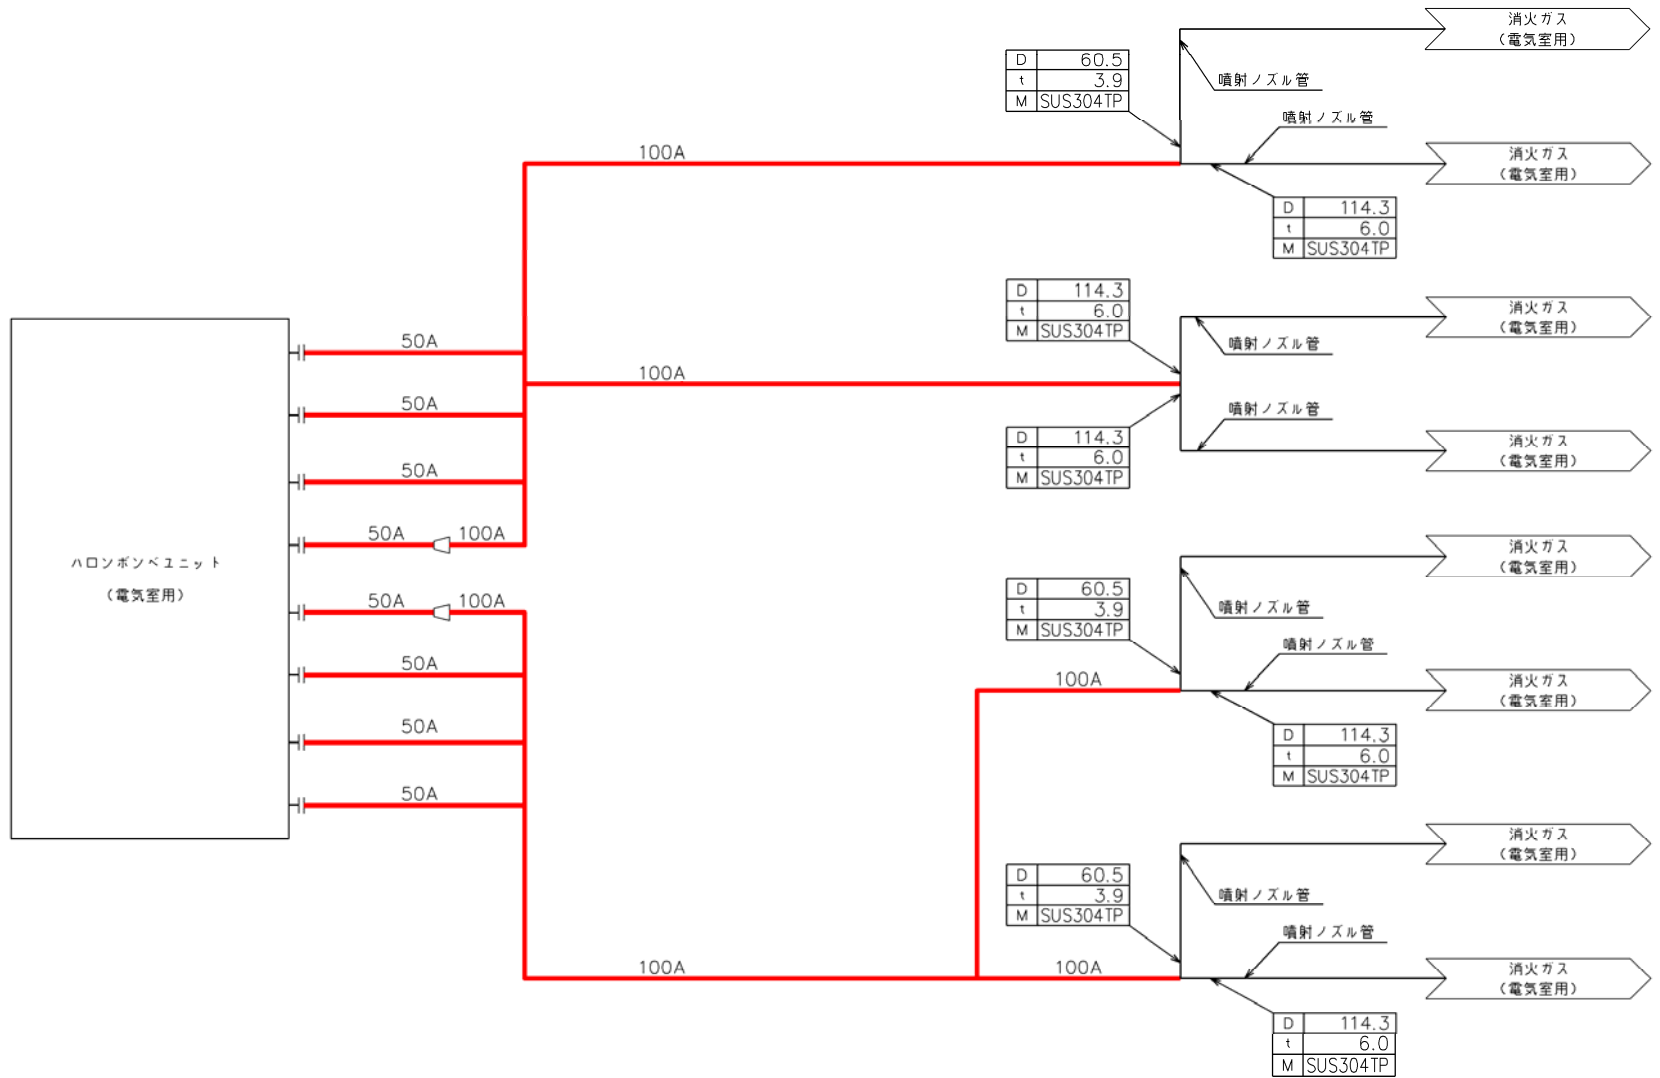 消火ガス
(電気室用)
D 60.5
t 3.9
M SUS304TP
噴射ノズル管
噴射ノズル管
100A
消火ガス
(電気室用)
D 114.3
t 6.0
M SUS304TP
D 114.3
t 6.0
M SUS304TP
消火ガス
(電気室用)
噴射ノズル管
50A
100A
50A
噴射ノズル管
D 114.3
t 6.0
M SUS304TP
消火ガス
(電気室用)
50A
50A 100A
ハロンボンベユニット
(電気室用)
消火ガス
(電気室用)
D 60.5
t 3.9
M SUS304TP
噴射ノズル管
50A 100A
噴射ノズル管
50A
100A
消火ガス
(電気室用)
50A
D 114.3
t 6.0
M SUS304TP
50A
消火ガス
(電気室用)
D 60.5
t 3.9
M SUS304TP
噴射ノズル管
噴射ノズル管
100A
100A
消火ガス
(電気室用)
D 114.3
t 6.0
M SUS304TP